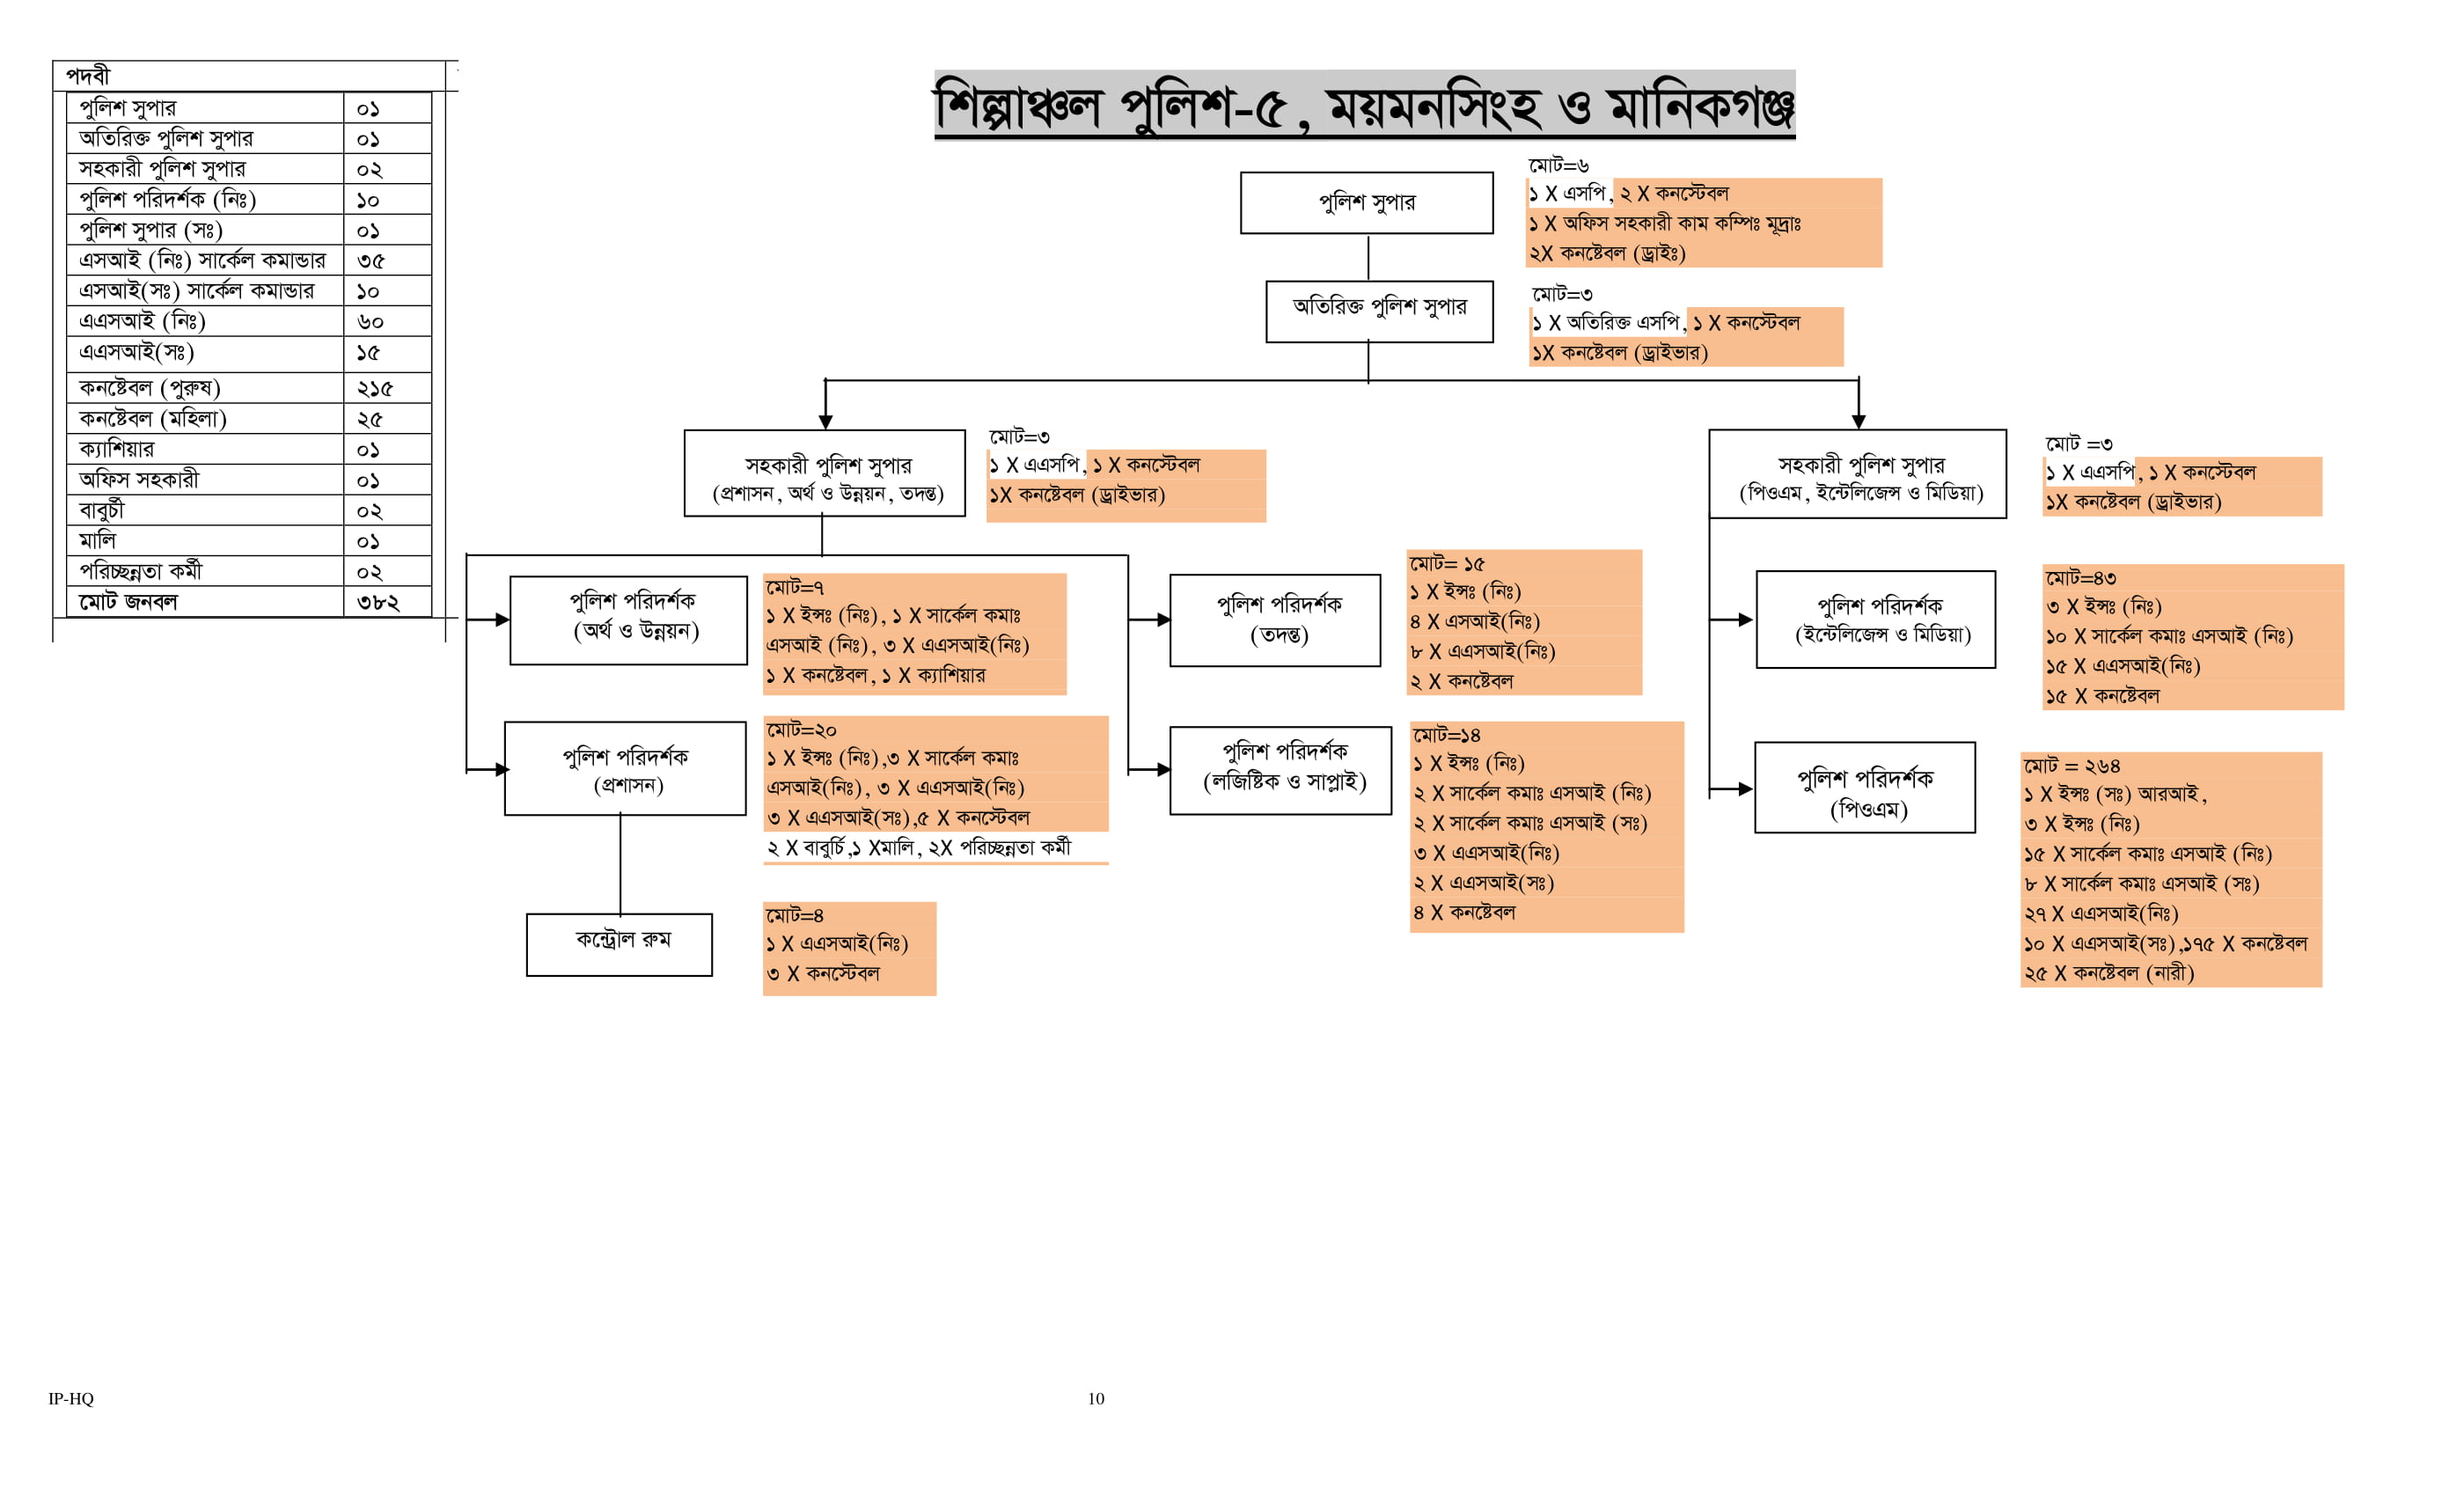 পদবী
পুলিশ সুপার ০১
অতিরিক্ত পুলিশ সুপার ০১
সহকারী পুলিশ সুপার ০২
পুলিশ পরিদর্শক (নিঃ) ১০
পুলিশ সুপার (সঃ) ০১
এসআই (নিঃ) সার্কেল কমান্ডার ৩৫
এসআই(সঃ) সার্কেল কমান্ডার ১০
এএসআই (নিঃ) ৬০
এএসআই(সঃ) ১৫
কনষ্টেবল (পুরুষ) ২১৫
কনষ্টেবল (মহিলা) ২৫
ক্যাশিয়ার ০১
অফিস সহকারী ০১
বাবুর্চী ০২
মালি ০১
পরিচ্ছন্নতা কর্মী ০২
মোট জনবল ৩৮২
শিল্পাঞ্চল পুলিশ-৫, ময়মনসিংহ ও মানিকগঞ্জ
পুলিশ সুপার
মোট=৬
১ X এসপি, ২ X কনস্টেবল
১ X অফিস সহকারী কাম কম্পিঃ মূদ্রাঃ
২X কনষ্টেবল (ড্রাইঃ)
অতিরিক্ত পুলিশ সুপার
মোট=৩
১ X অতিরিক্ত এসপি, ১ X কনস্টেবল
১X কনষ্টেবল (ড্রাইভার)
সহকারী পুলিশ সুপার
(প্রশাসন, অর্থ ও উন্নয়ন, তদন্ত)
মোট=৩
১ X এএসপি, ১ X কনস্টেবল
১X কনষ্টেবল (ড্রাইভার)
সহকারী পুলিশ সুপার
(পিওএম, ইন্টেলিজেন্স ও মিডিয়া)
মোট =৩
১ X এএসপি, ১ X কনস্টেবল
১X কনষ্টেবল (ড্রাইভার)
পুলিশ পরিদর্শক
(অর্থ ও উন্নয়ন)
মোট=৭
১ X ইন্সঃ (নিঃ), ১ X সার্কেল কমাঃ
এসআই (নিঃ), ৩ X এএসআই(নিঃ)
১ X কনষ্টেবল, ১ X ক্যাশিয়ার
পুলিশ পরিদর্শক
(তদন্ত)
মোট= ১৫
১ X ইন্সঃ (নিঃ)
৪ X এসআই(নিঃ)
৮ X এএসআই(নিঃ)
২ X কনষ্টেবল
পুলিশ পরিদর্শক
(ইন্টেলিজেন্স ও মিডিয়া)
মোট=৪৩
৩ X ইন্সঃ (নিঃ)
১০ X সার্কেল কমাঃ এসআই (নিঃ)
১৫ X এএসআই(নিঃ)
১৫ X কনষ্টেবল
পুলিশ পরিদর্শক
(প্রশাসন)
মোট=২০
১ X ইন্সঃ (নিঃ),৩ X সার্কেল কমাঃ
এসআই(নিঃ), ৩ X এএসআই(নিঃ)
৩ X এএসআই(সঃ),৫ X কনস্টেবল
২ X বাবুর্চি,১ Xমালি, ২X পরিচ্ছন্নতা কর্মী
পুলিশ পরিদর্শক
(লজিষ্টিক ও সাপ্লাই)
মোট=১৪
১ X ইন্সঃ (নিঃ)
২ X সার্কেল কমাঃ এসআই (নিঃ)
২ X সার্কেল কমাঃ এসআই (সঃ)
৩ X এএসআই(নিঃ)
২ X এএসআই(সঃ)
৪ X কনষ্টেবল
পুলিশ পরিদর্শক
(পিওএম)
মোট = ২৬৪
১ X ইন্সঃ (সঃ) আরআই,
৩ X ইন্সঃ (নিঃ)
১৫ X সার্কেল কমাঃ এসআই (নিঃ)
৮ X সার্কেল কমাঃ এসআই (সঃ)
২৭ X এএসআই(নিঃ)
১০ X এএসআই(সঃ),১৭৫ X কনষ্টেবল
২৫ X কনষ্টেবল (নারী)
কন্ট্রোল রুম
মোট=৪
১ X এএসআই(নিঃ)
৩ X কনস্টেবল
IP-HQ 10